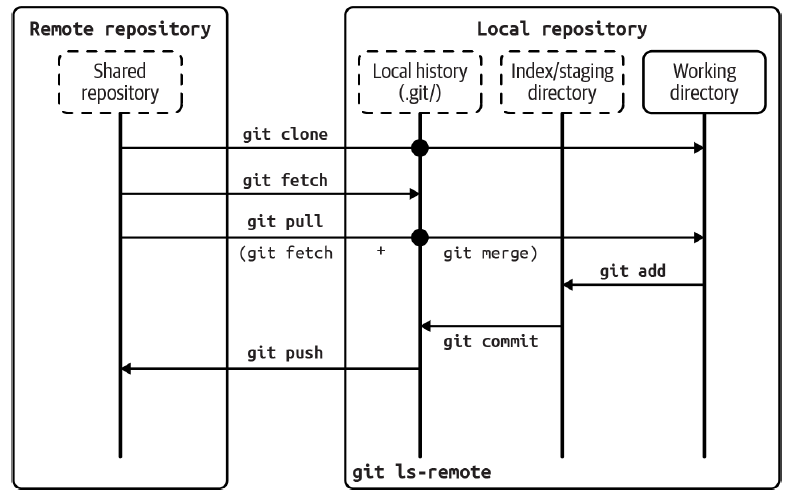 Remote repository
Local repository
Shared
repository
Local history
(.git/)
Index/staging
directory
Working
directory
git clone
git fetch
git pull
(git fetch + git merge)
git add
git commit
git push
git ls-remote